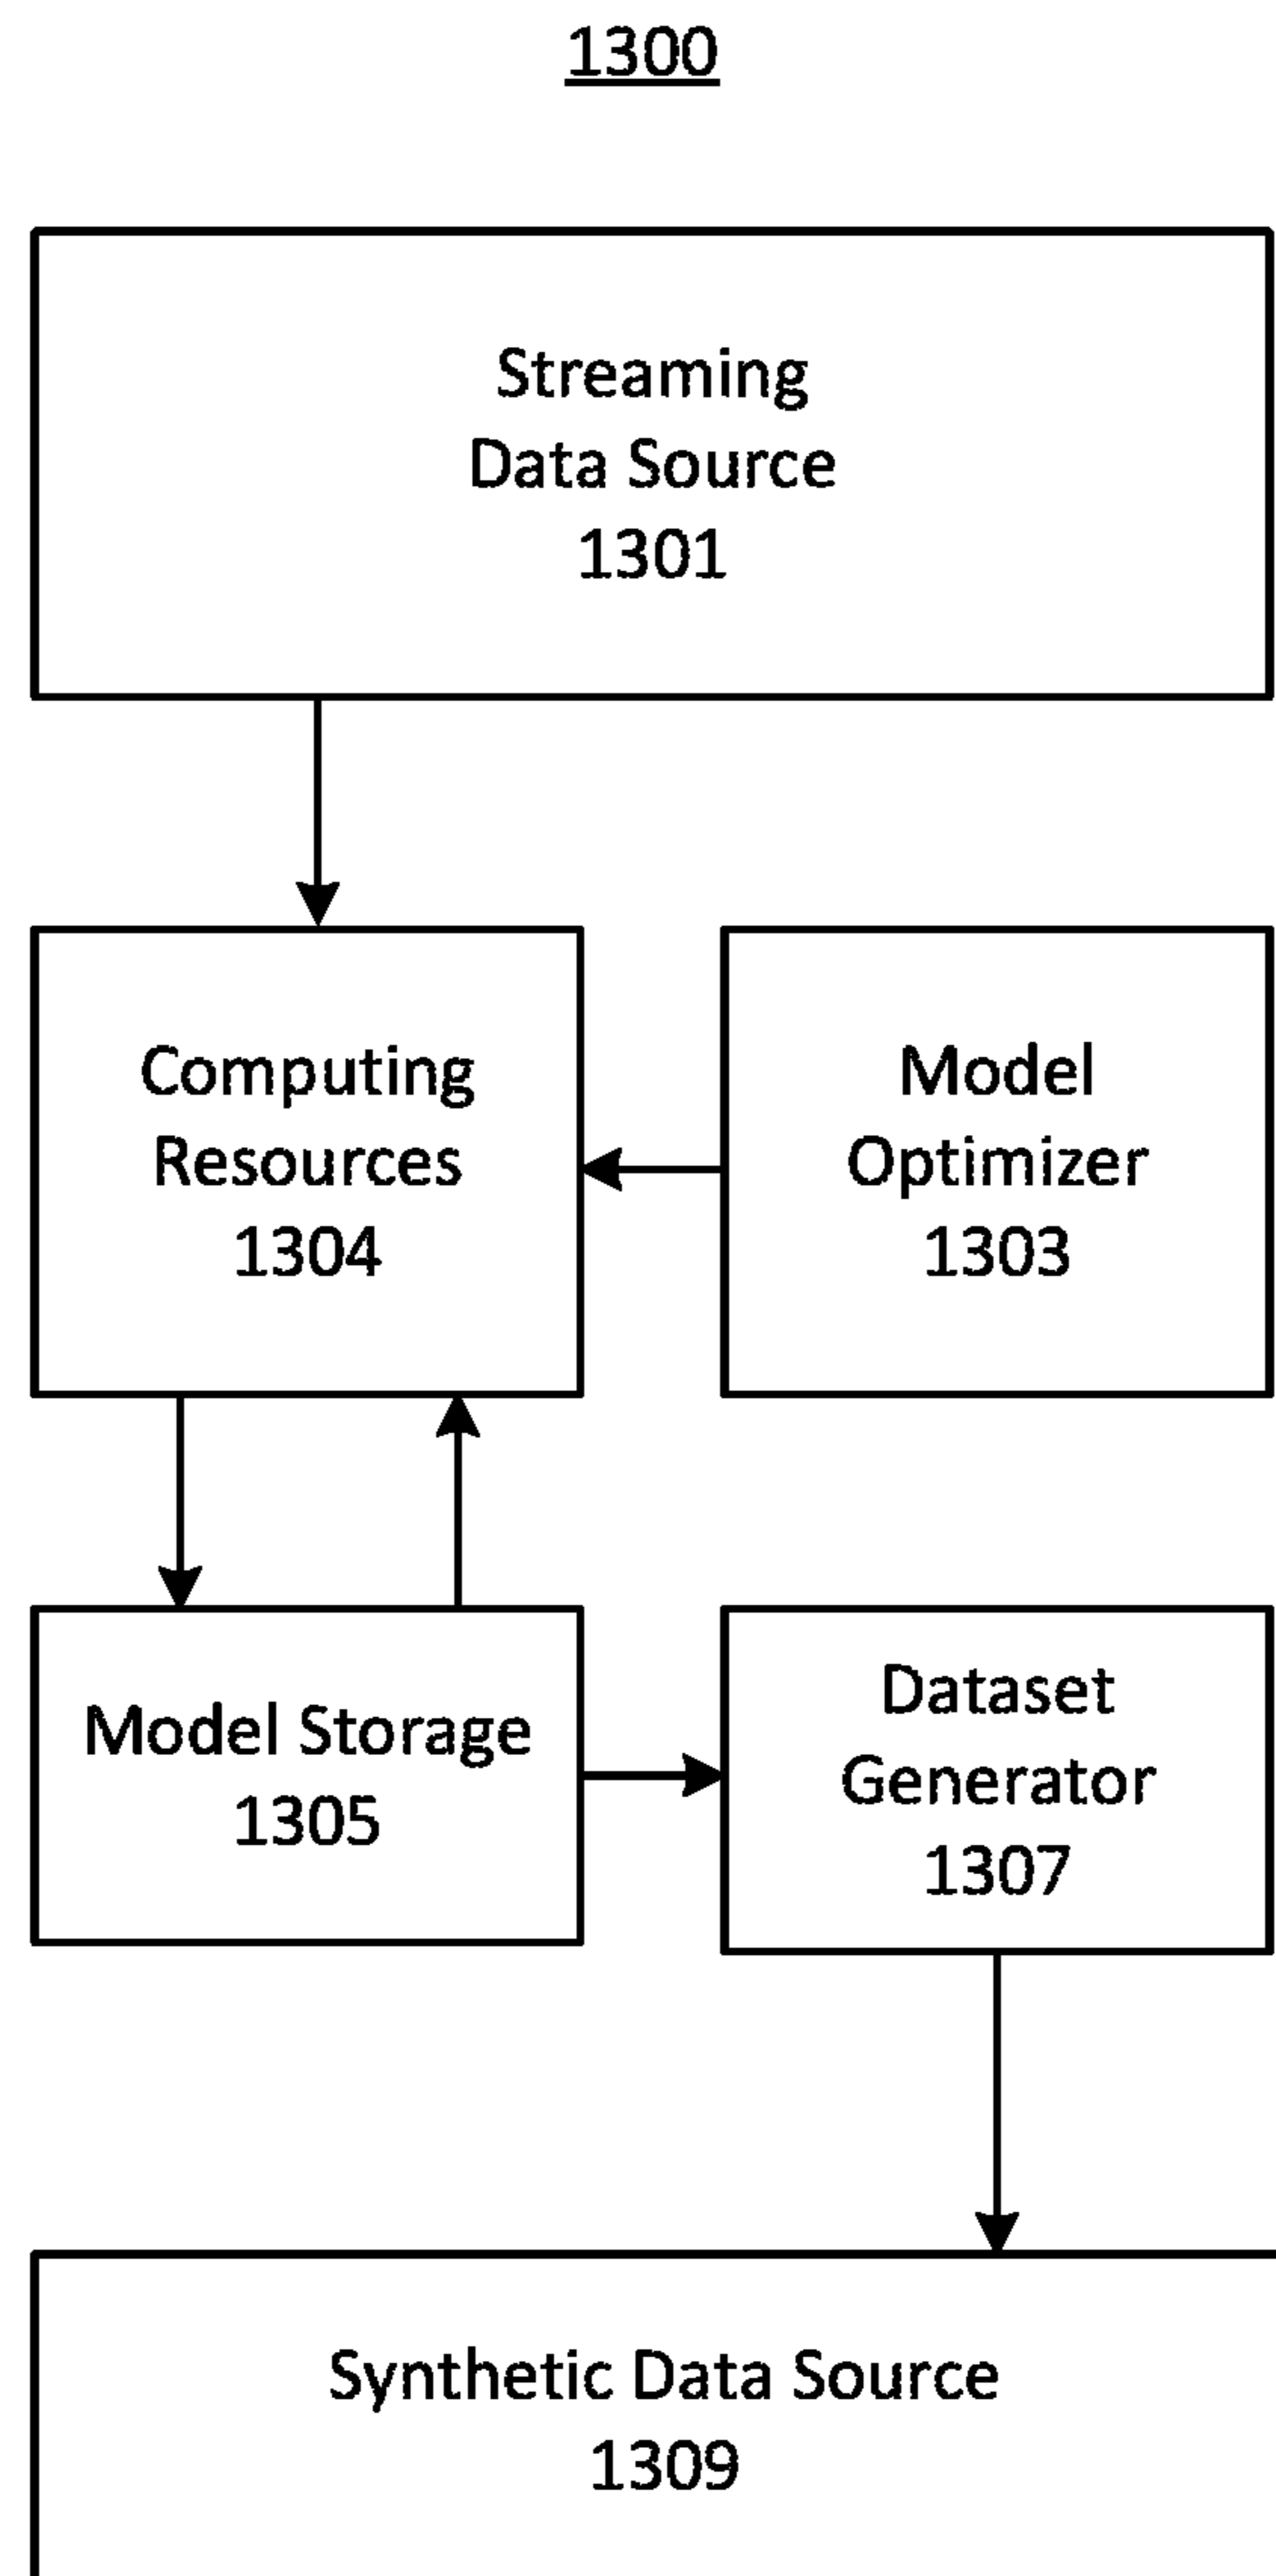 1300
Streaming
Data Source
1301
Computing
Resources
1304
Model
Optimizer
1303
Model Storage
1305
Dataset
Generator
1307
Synthetic Data Source
1309